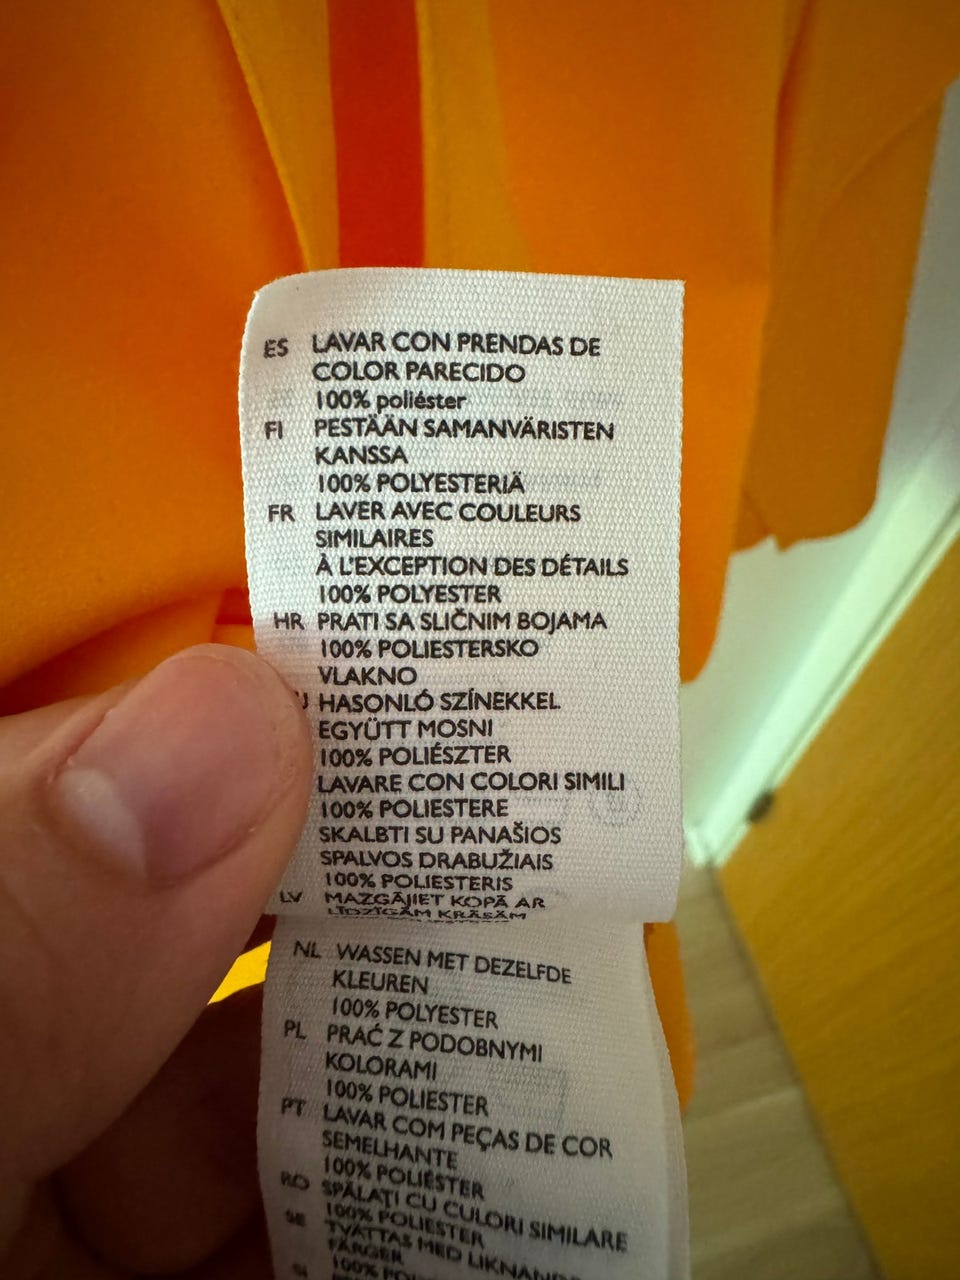 ES LAVAR CON PRENDAS DE
COLOR PARECIDO
100% poliéster
FI PESTÄÄN SAMANVÄRISTEN
KANSSA
100% POLYESTERIÄ
FR LAVER AVEC COULEURS
SIMILAIRES
À L'EXCEPTION DES DÉTAILS
100% POLYESTER
HR PRATI SA SLIČNIM BOJAMA
100% POLIESTERSKO
VLAKNO
HASONLÓ SZÍNEKKEL
EGYÜTT MOSNI
100% POLIÉSZTER
LAVARE CON COLORI SIMILI
100% POLIESTERE
SKALBTI SU PANAŠIOS
SPALVOS DRABUŽIAIS
100% POLIESTERIS
LV MAZGĀJIET KOPĀ AR
LĪDZĪGĀM KRĀSĀM
NL WASSEN MET DEZELFDE
KLEUREN
100% POLYESTER
PL PRAĆ Z PODOBNYMI
KOLORAMI
100% POLIESTER
PT LAVAR COM PEÇAS DE COR
SEMELHANTE
100% POLIÉSTER
RO SPĂLAȚI CU CULORI SIMILARE
100% POLIESTER
SE TVÄTTAS MED LIKNANDE
FÄRGER
100%